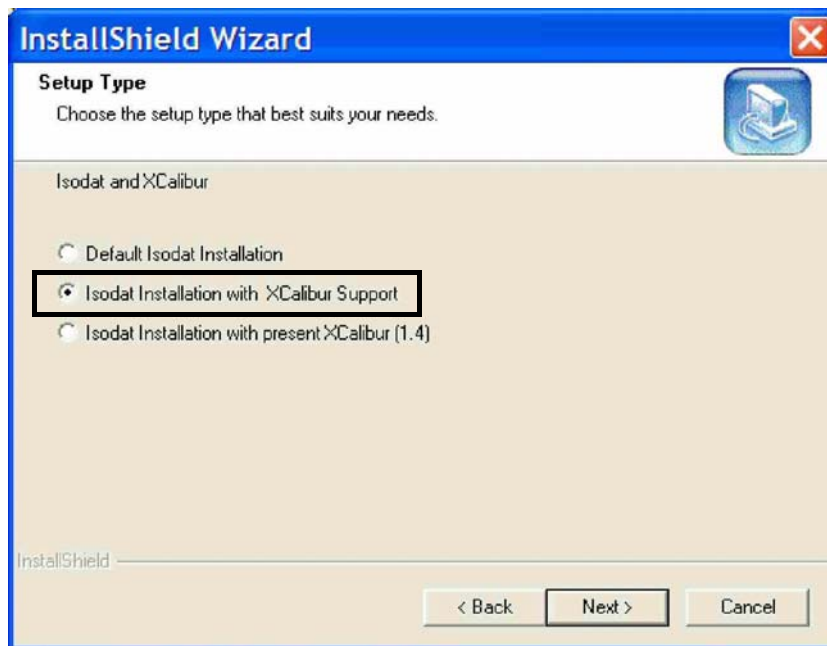 InstallShield Wizard
Setup Type
Choose the setup type that best suits your needs.
Isodat and XCalibur
Default Isodat Installation
Isodat Installation with XCalibur Support
Isodat Installation with present XCalibur (1.4)
InstallShield
< Back Next > Cancel